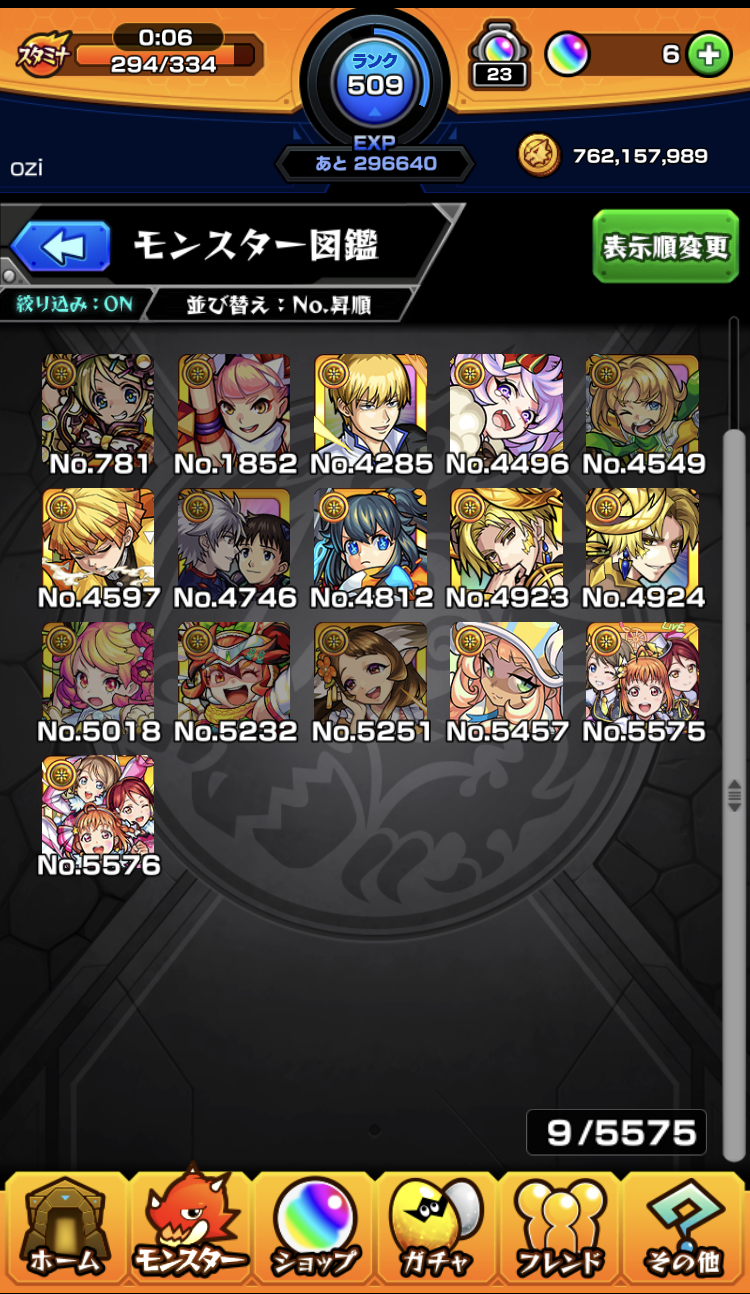 スタミナ
0:06
294/334
ランク
509
23
6
EXP
あと 296640
762,157,989
ozi
モンスター図鑑
表示順変更
絞り込み:ON
並び替え:No.昇順
No.781
No.1852
No.4285
No.4496
No.4549
No.4597
No.4746
No.4812
No.4923
No.4924
No.5018
No.5232
No.5251
No.5457
LIVE
No.5575
No.5576
9/5575
ホーム
モンスター
ショップ
ガチャ
フレンド
その他